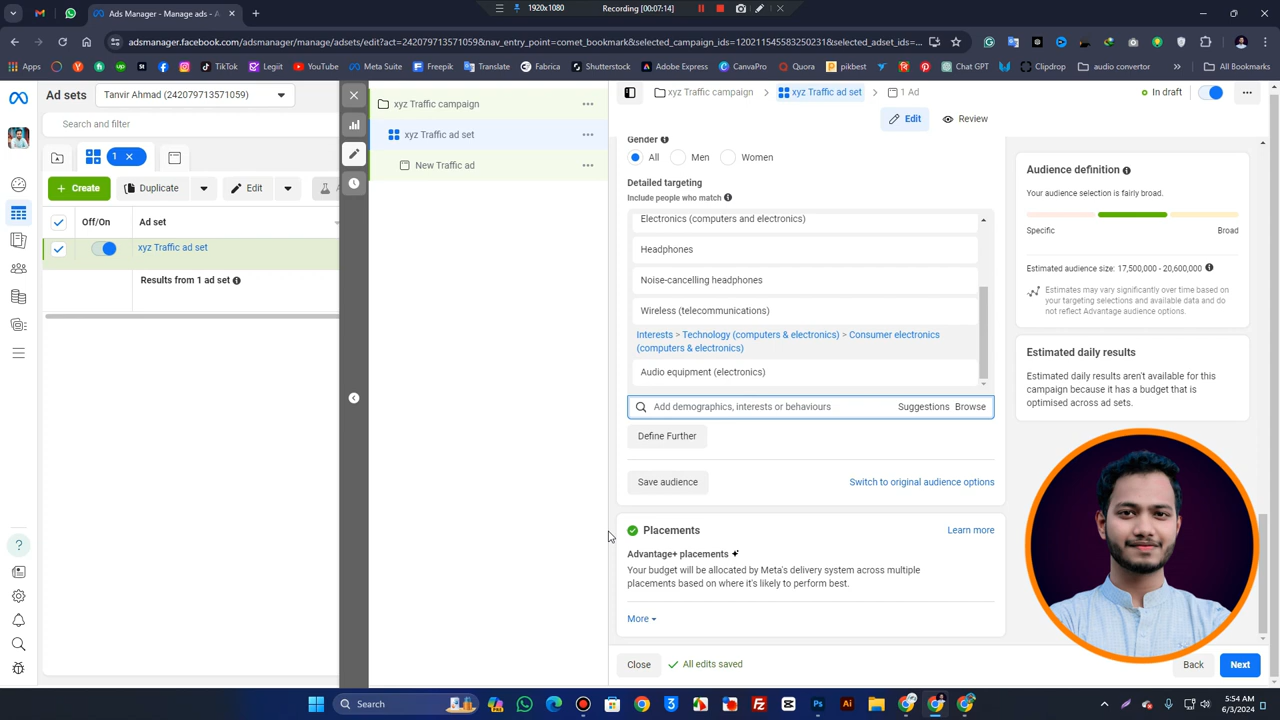 1920x1080
Recording [00:07:14]
Ads Manager - Manage ads -
WhatsApp
adsmanager.facebook.com/adsmanager/manage/adsets/edit?act=242079713571059&nav_entry_point=comet_bookmark&selected_campaign_ids=120211545583250231&selected_adset_ids=...
Apps
Fiverr
Legiit
YouTube
Meta Suite
Freepik
TikTok
Translate
Fabrica
Shutterstock
Adobe Express
CanvaPro
Quora
pikbest
Chat GPT
Clipdrop
audio convertor
All Bookmarks
Ad sets
Tanvir Ahmad (242079713571059)
Search and filter
1
Create
Duplicate
Edit
A
Off/On
Ad set
xyz Traffic ad set
Results from 1 ad set
xyz Traffic campaign
xyz Traffic ad set
New Traffic ad
xyz Traffic campaign
xyz Traffic ad set
1 Ad
In draft
Edit
Review
Gender
All
Men
Women
Detailed targeting
Include people who match
Electronics (computers and electronics)
Headphones
Noise-cancelling headphones
Wireless (telecommunications)
Interests > Technology (computers & electronics) > Consumer electronics
(computers & electronics)
Audio equipment (electronics)
Add demographics, interests or behaviours
Suggestions
Browse
Define Further
Save audience
Switch to original audience options
Placements
Learn more
Advantage+ placements
Your budget will be allocated by Meta's delivery system across multiple
placements based on where it's likely to perform best.
More
Close
All edits saved
Back
Next
Audience definition
Your audience selection is fairly broad.
Specific
Broad
Estimated audience size: 17,500,000 - 20,600,000
Estimates may vary significantly over time based on
your targeting selections and available data and do
not reflect Advantage audience options.
Estimated daily results
Estimated daily results aren't available for this
campaign because it has a budget that is
optimised across ad sets.
Search
5:54 AM
6/3/2024